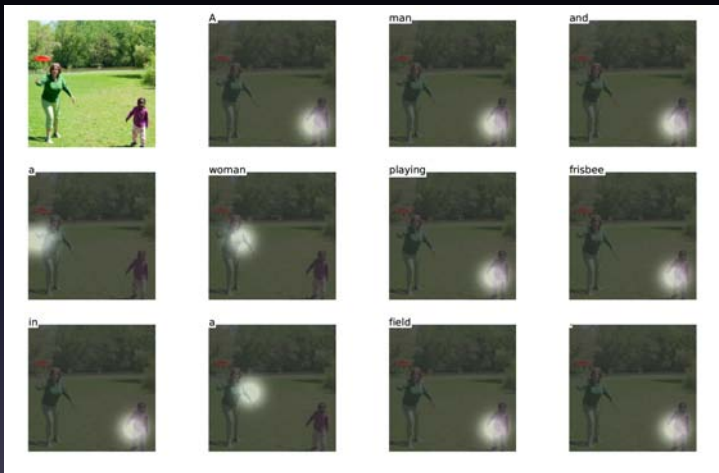 A man and
a woman playing frisbee
in a field .